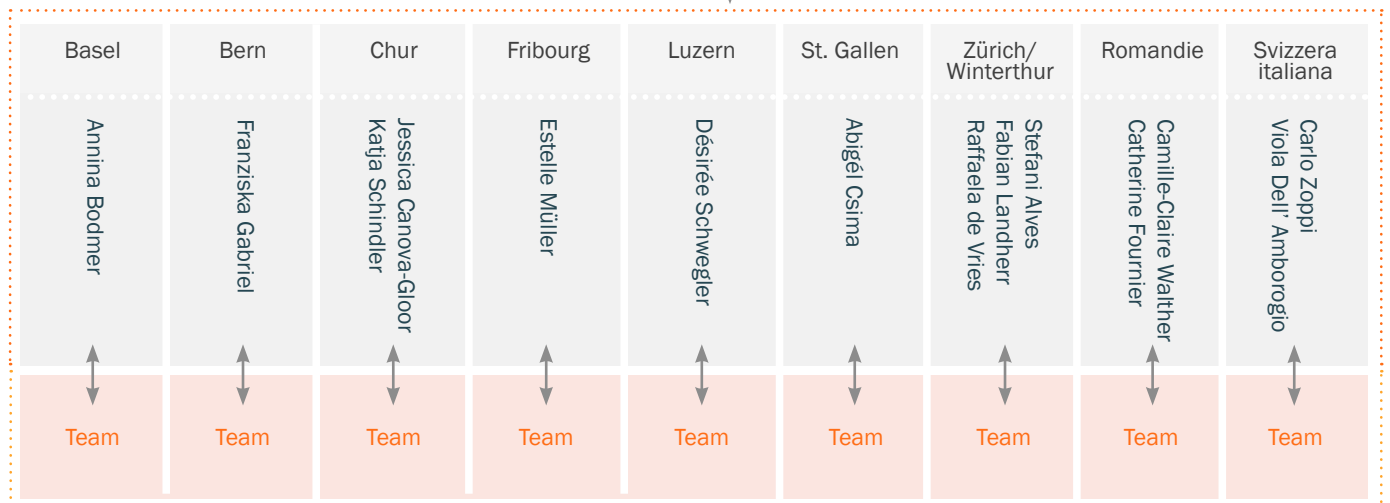 Basel
Annina Bodmer
Team
Bern
Franziska Gabriel
Team
Chur
Jessica Canova-Gloor
Katja Schindler
Team
Fribourg
Estelle Müller
Team
Luzern
Désirée Schwegler
Team
St. Gallen
Abigél Csima
Team
Zürich/
Winterthur
Stefani Alves
Fabian Landherr
Raffaela de Vries
Team
Romandie
Camille-Claire Walther
Catherine Fournier
Team
Svizzera
italiana
Carlo Zoppi
Viola Dell’ Amborogio
Team